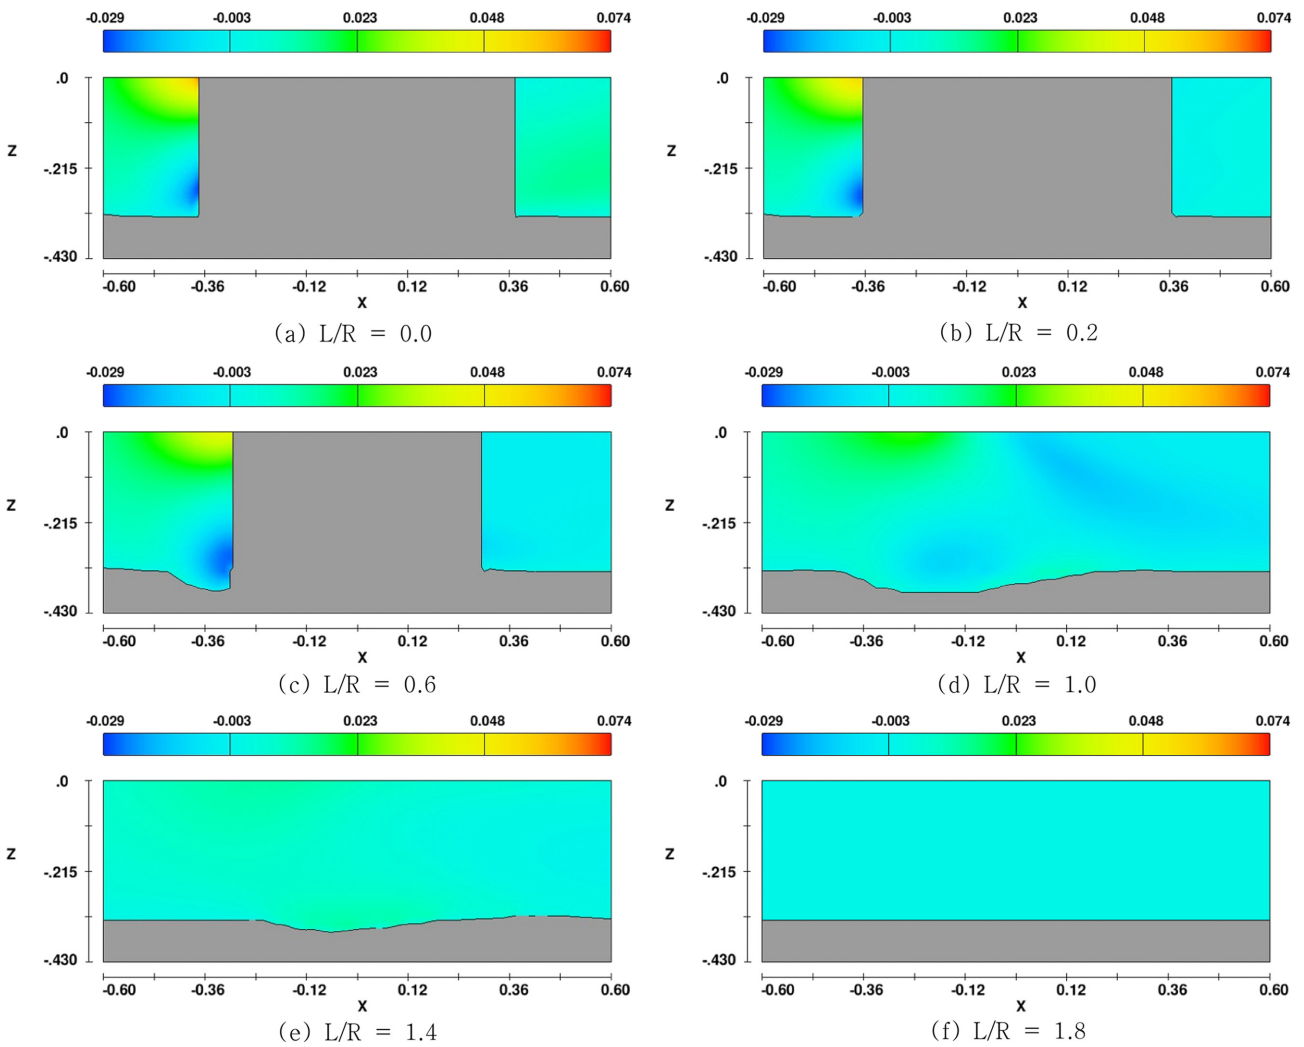 -0.029 -0.003 0.023 0.048 0.074
.0
Z
-.215
-.430
-0.60 -0.36 -0.12 0.12 0.36 0.60
X
(a) L/R = 0.0
-0.029 -0.003 0.023 0.048 0.074
.0
Z
-.215
-.430
-0.60 -0.36 -0.12 0.12 0.36 0.60
X
(b) L/R = 0.2
-0.029 -0.003 0.023 0.048 0.074
.0
Z
-.215
-.430
-0.60 -0.36 -0.12 0.12 0.36 0.60
X
(c) L/R = 0.6
-0.029 -0.003 0.023 0.048 0.074
.0
Z
-.215
-.430
-0.60 -0.36 -0.12 0.12 0.36 0.60
X
(d) L/R = 1.0
-0.029 -0.003 0.023 0.048 0.074
.0
Z
-.215
-.430
-0.60 -0.36 -0.12 0.12 0.36 0.60
X
(e) L/R = 1.4
-0.029 -0.003 0.023 0.048 0.074
.0
Z
-.215
-.430
-0.60 -0.36 -0.12 0.12 0.36 0.60
X
(f) L/R = 1.8